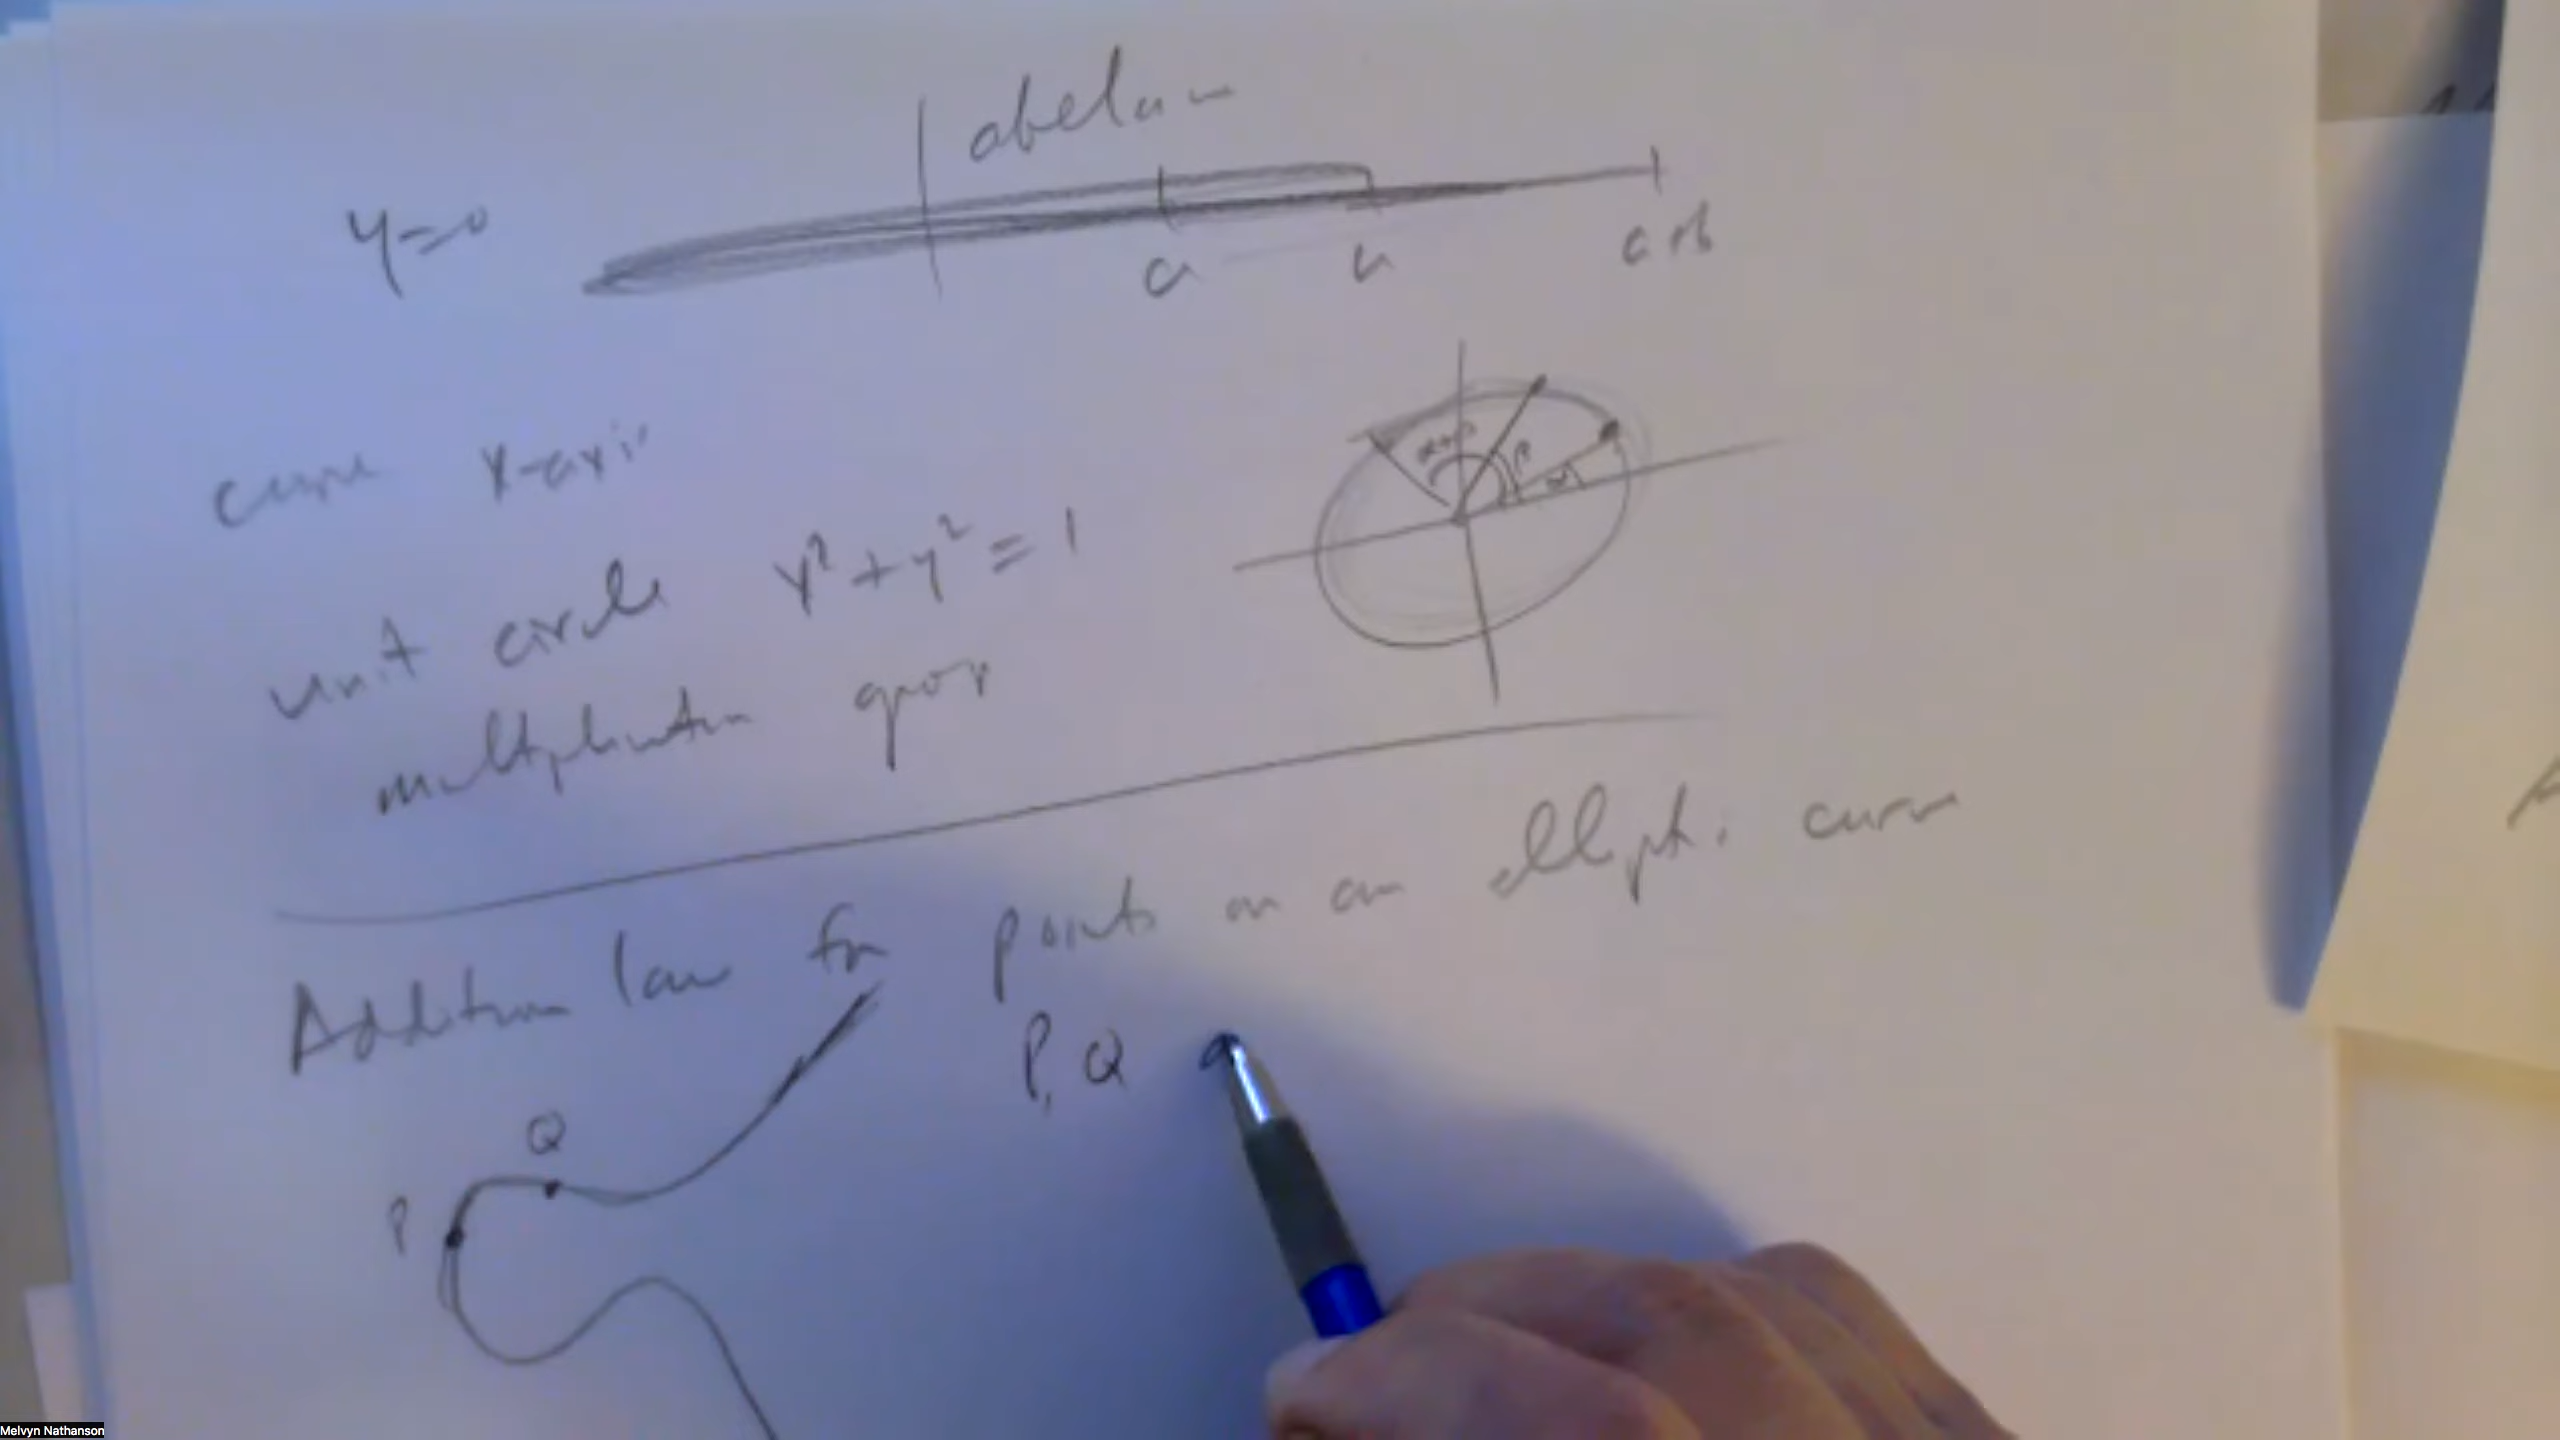 abelian
y=0
a b a+b
curve x-axis
α+β β α
unit circle x² + y² = 1
multiplication group
Addition law for points on an elliptic curve
P, Q
Q
P
Melvyn Nathanson